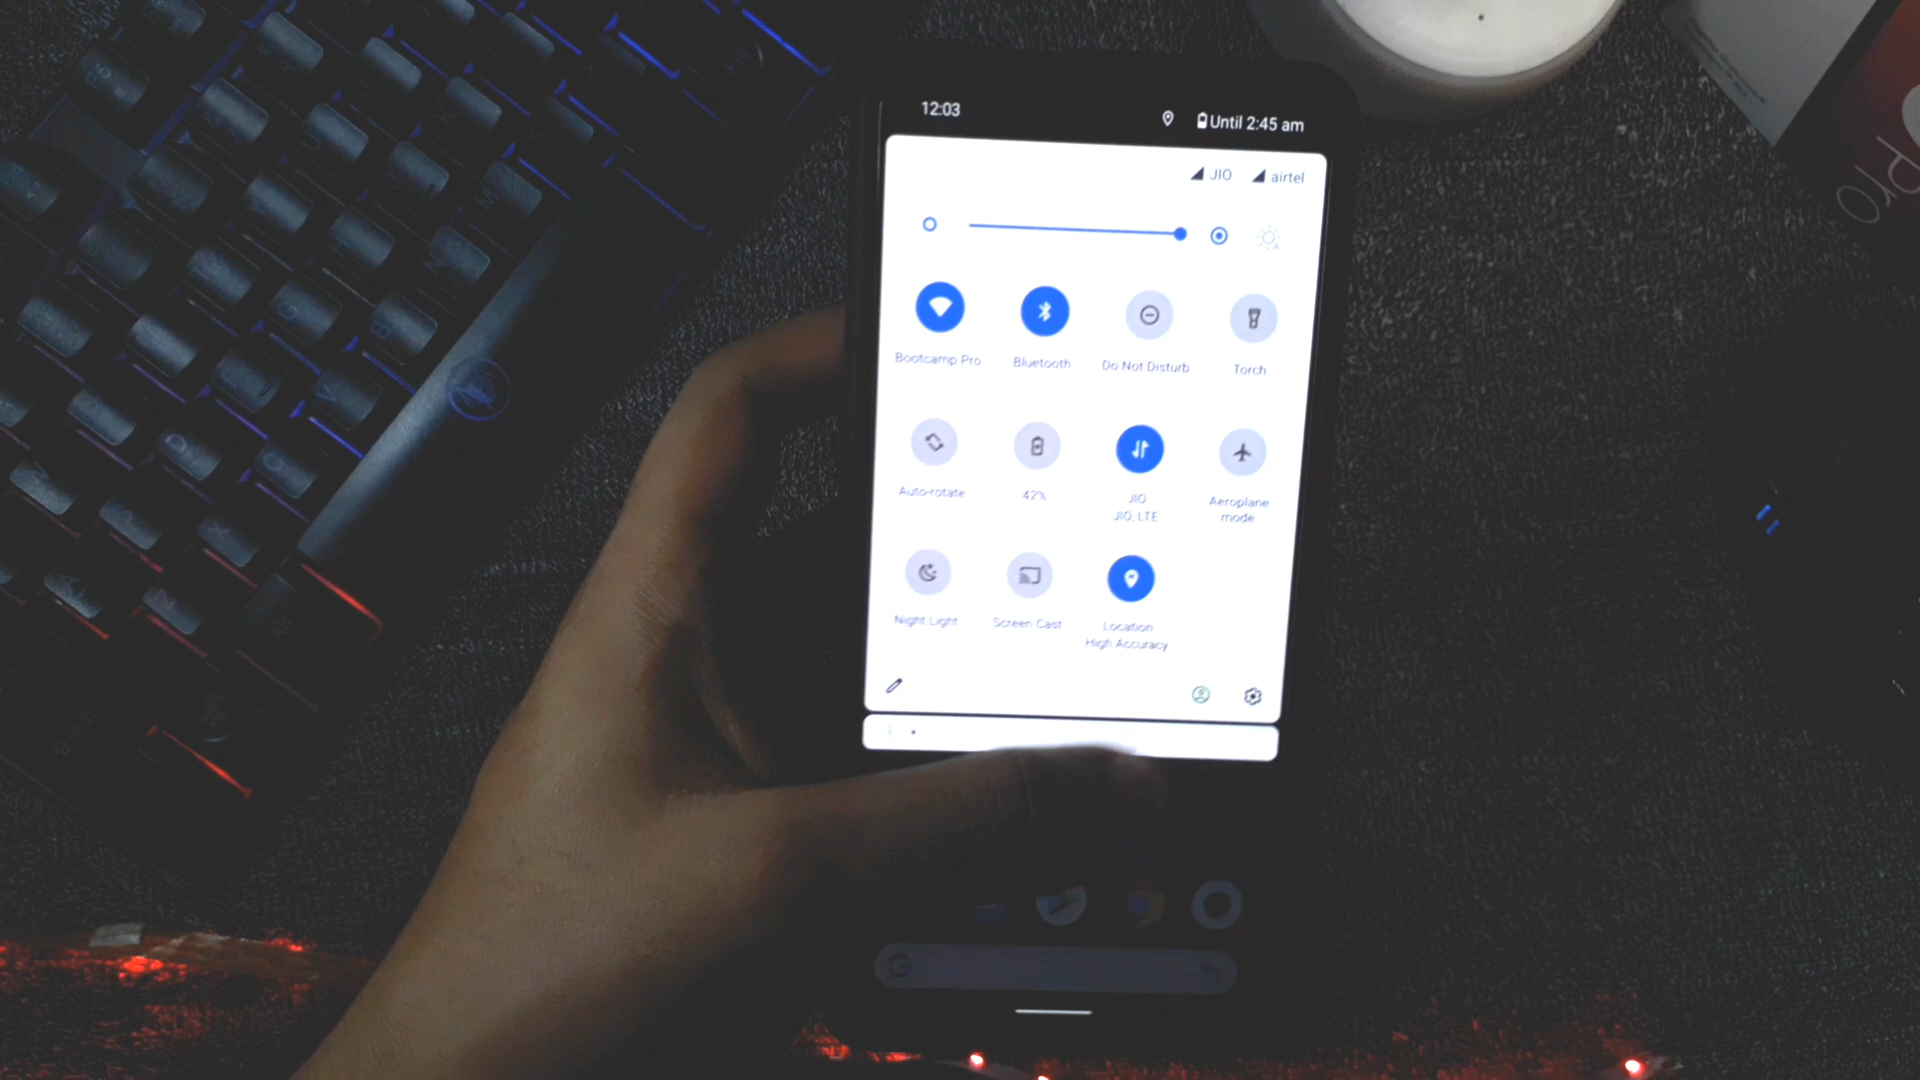 12:03
Until 2:45 am
JIO airtel
Bootcamp Pro
Bluetooth
Do Not Disturb
Torch
Auto-rotate
42%
JIO
JIO, LTE
Aeroplane
mode
Night Light
Screen Cast
Location
High Accuracy
Pro